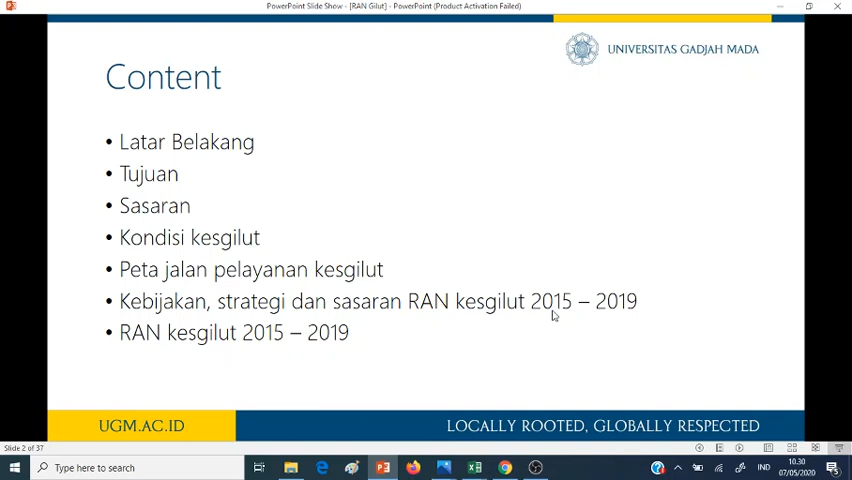 PowerPoint Slide Show - [RAN Gilut] - PowerPoint (Product Activation Failed)
UNIVERSITAS GADJAH MADA
Content
• Latar Belakang
• Tujuan
• Sasaran
• Kondisi kesgilut
• Peta jalan pelayanan kesgilut
• Kebijakan, strategi dan sasaran RAN kesgilut 2015 – 2019
• RAN kesgilut 2015 – 2019
UGM.AC.ID
LOCALLY ROOTED, GLOBALLY RESPECTED
Slide 2 of 37
Type here to search
IND
10.30
07/05/2020
5